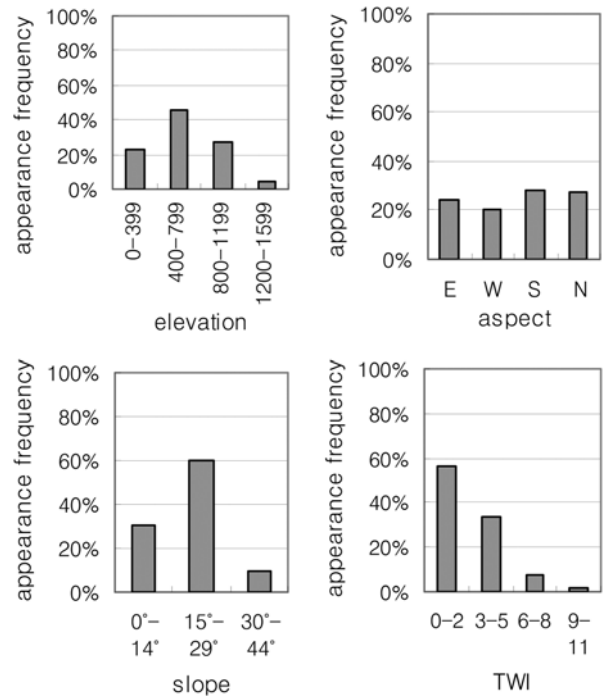 appearance frequency
100%
80%
60%
40%
20%
0%
0–399
400–799
800–1199
1200–1599
elevation
appearance frequency
100%
80%
60%
40%
20%
0%
E W S N
aspect
appearance frequency
100%
80%
60%
40%
20%
0%
0°– 15° – 30° –
14° 29° 44°
slope
appearance frequency
100%
80%
60%
40%
20%
0%
0–2 3–5 6–8 9–
11
TWI